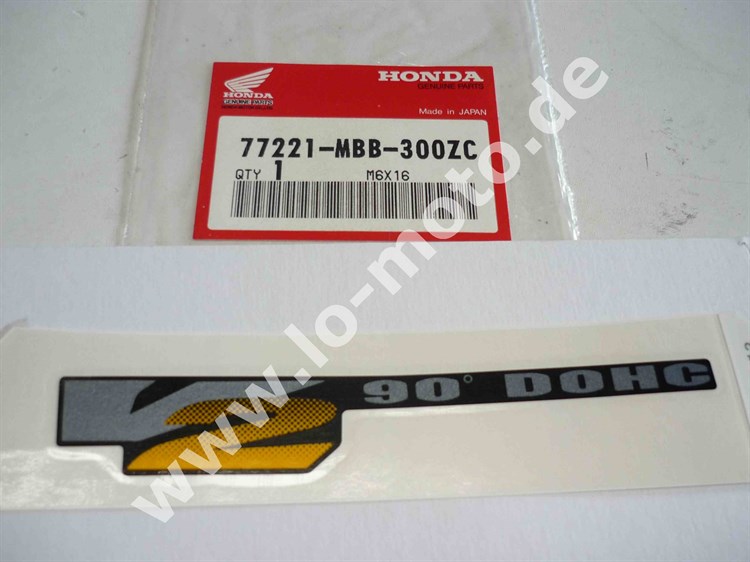 HONDA
GENUINE PARTS
HONDA
GENUINE PARTS
Made in JAPAN
77221-MBB-300ZC
QTY 1 M6X16
www.lo-moto.de
V2 90° DOHC